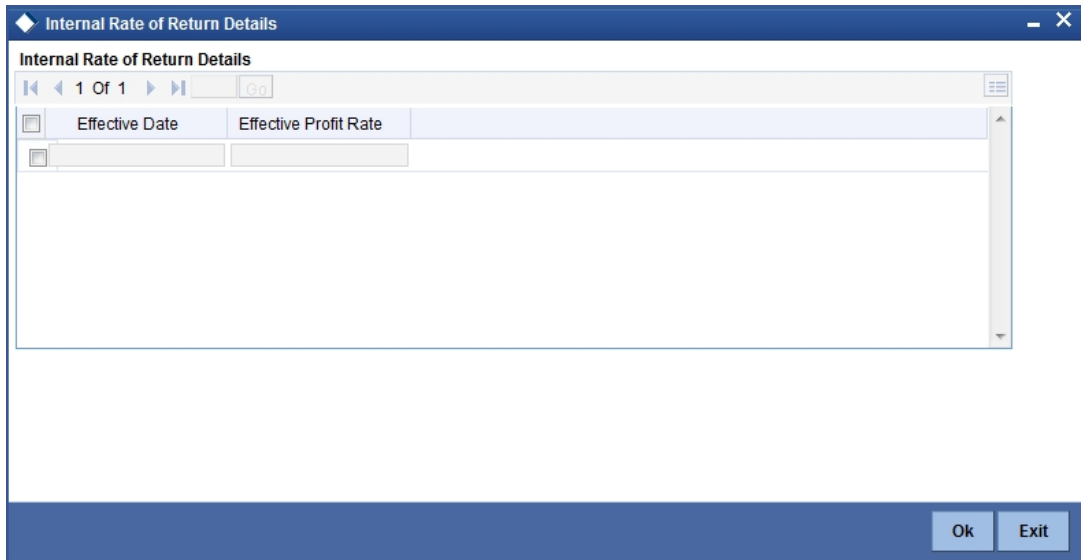 Internal Rate of Return Details
Internal Rate of Return Details
1 Of 1 Go
Effective Date Effective Profit Rate
Ok Exit